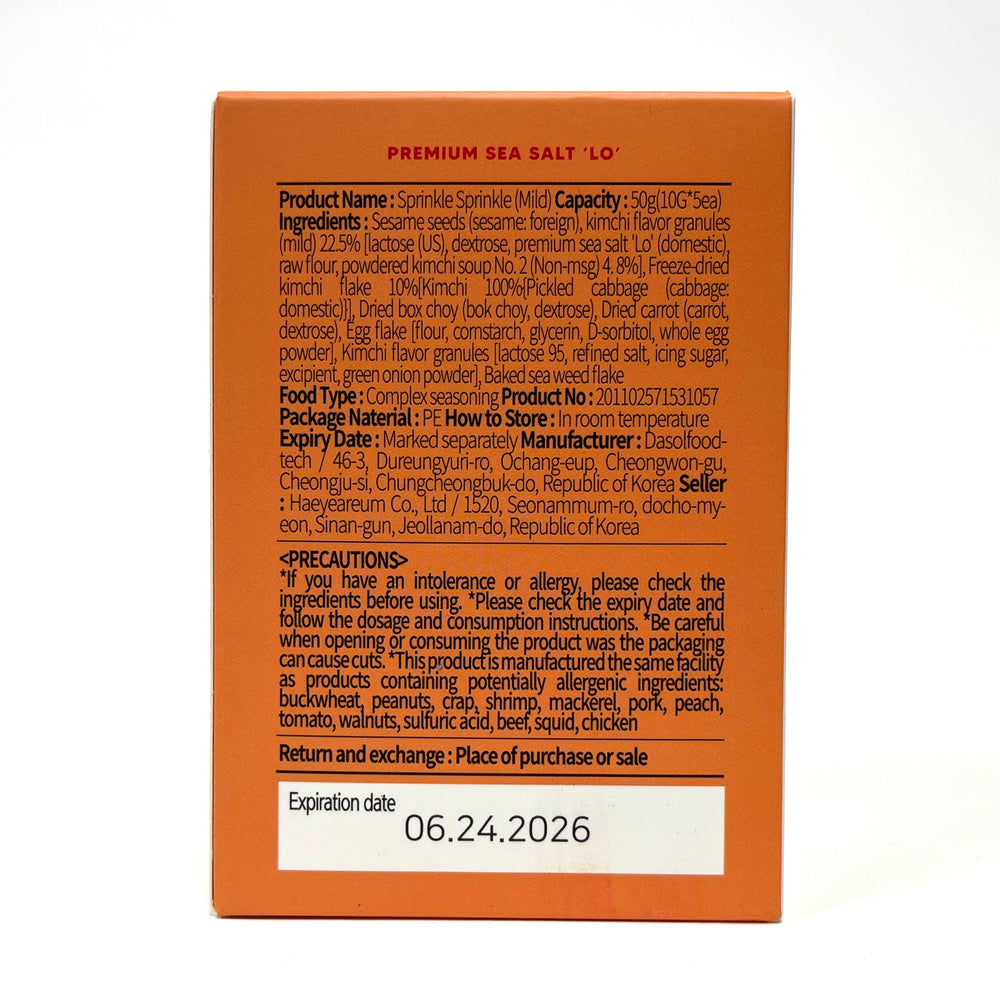 PREMIUM SEA SALT ‘LO’
Product Name : Sprinkle Sprinkle (Mild) Capacity : 50g(10G*5ea)
Ingredients : Sesame seeds (sesame: foreign), kimchi flavor granules
(mild) 22.5% [lactose (US), dextrose, premium sea salt 'Lo' (domestic),
raw flour, powdered kimchi soup No. 2 (Non-msg) 4. 8%], Freeze-dried
kimchi flake 10%[Kimchi 100%{Pickled cabbage (cabbage:
domestic)}], Dried box choy (bok choy, dextrose), Dried carrot (carrot,
dextrose), Egg flake [flour, cornstarch, glycerin, D-sorbitol, whole egg
powder], Kimchi flavor granules [lactose 95, refined salt, icing sugar,
excipient, green onion powder], Baked sea weed flake
Food Type : Complex seasoning Product No : 201102571531057
Package Naterial : PE How to Store : In room temperature
Expiry Date : Marked separately Manufacturer : Dasolfood-
tech / 46-3, Dureungyuri-ro, Ochang-eup, Cheongwon-gu,
Cheongju-si, Chungcheongbuk-do, Republic of Korea Seller
: Haeyeareum Co., Ltd / 1520, Seonammum-ro, docho-my-
eon, Sinan-gun, Jeollanam-do, Republic of Korea
<PRECAUTIONS>
*If you have an intolerance or allergy, please check the
ingredients before using. *Please check the expiry date and
follow the dosage and consumption instructions. *Be careful
when opening or consuming the product was the packaging
can cause cuts. *This product is manufactured the same facility
as products containing potentially allergenic ingredients:
buckwheat, peanuts, crap, shrimp, mackerel, pork, peach,
tomato, walnuts, sulfuric acid, beef, squid, chicken
Return and exchange : Place of purchase or sale
Expiration date
06.24.2026